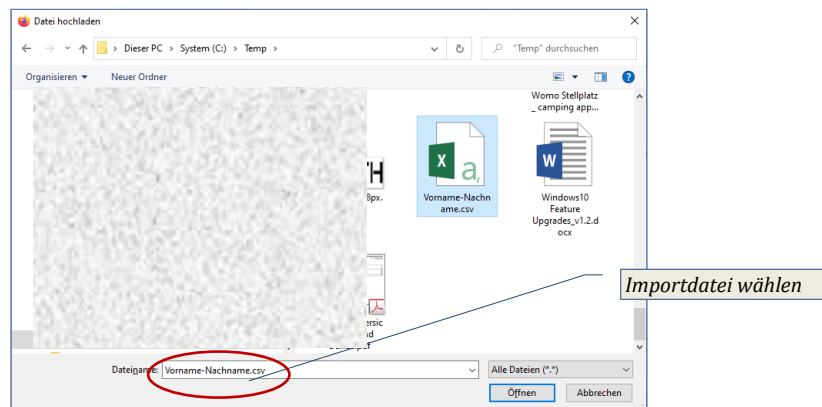 Datei hochladen
Dieser PC › System (C:) › Temp ›
"Temp" durchsuchen
Organisieren
Neuer Ordner
Womo Stellplatz
_ camping app...
8px.
Vorname-Nachn
ame.csv
Windows10
Feature
Upgrades_v1.2.d
ocx
Importdatei wählen
Dateiname:
Vorname-Nachname.csv
Alle Dateien (*.*)
Öffnen
Abbrechen